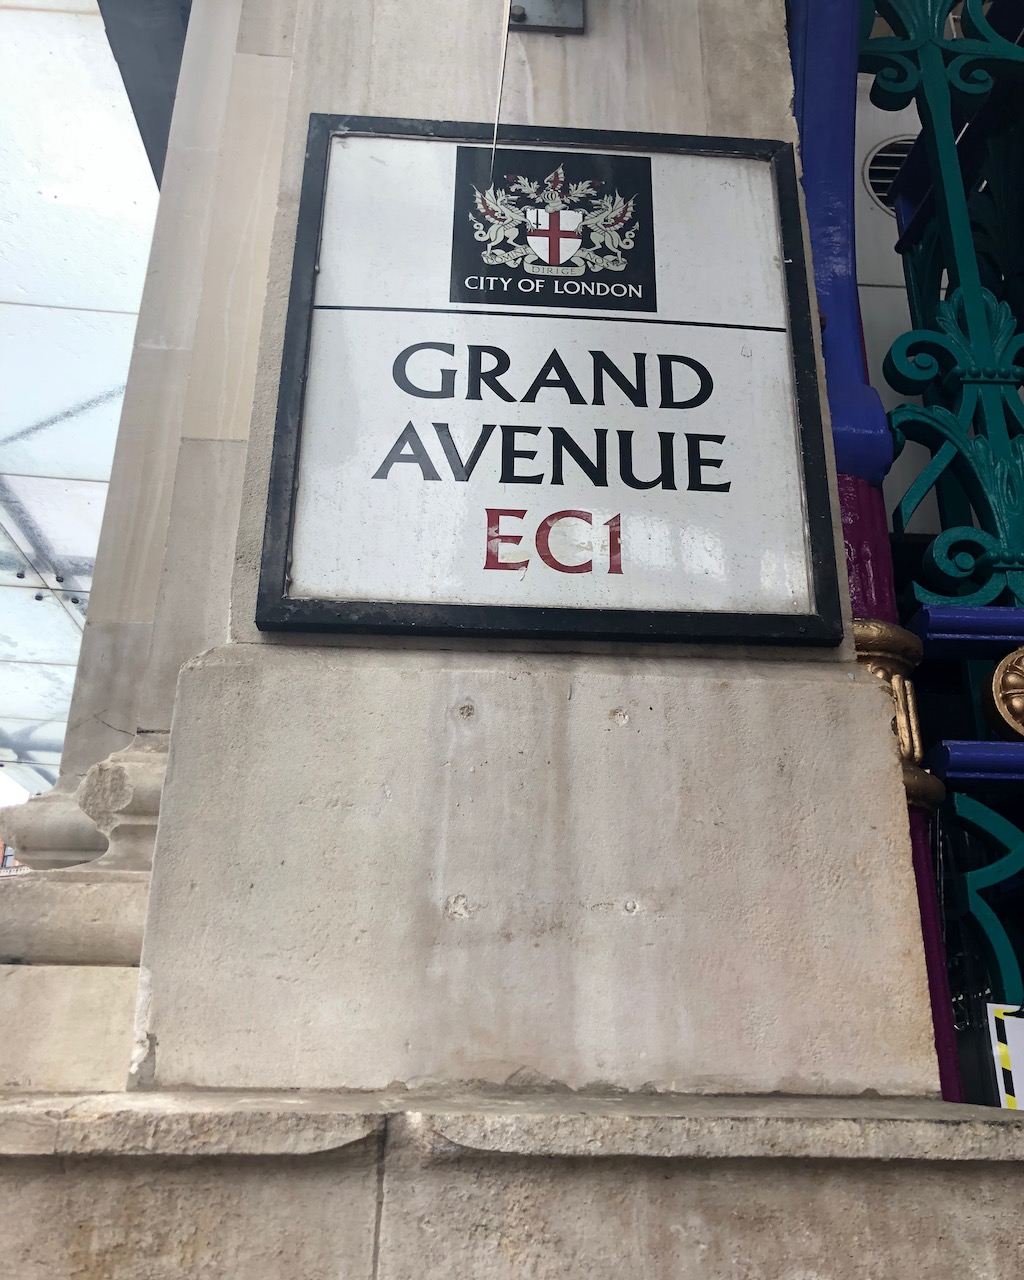 DOMINE DIRIGE NOS
CITY OF LONDON
GRAND
AVENUE
EC1